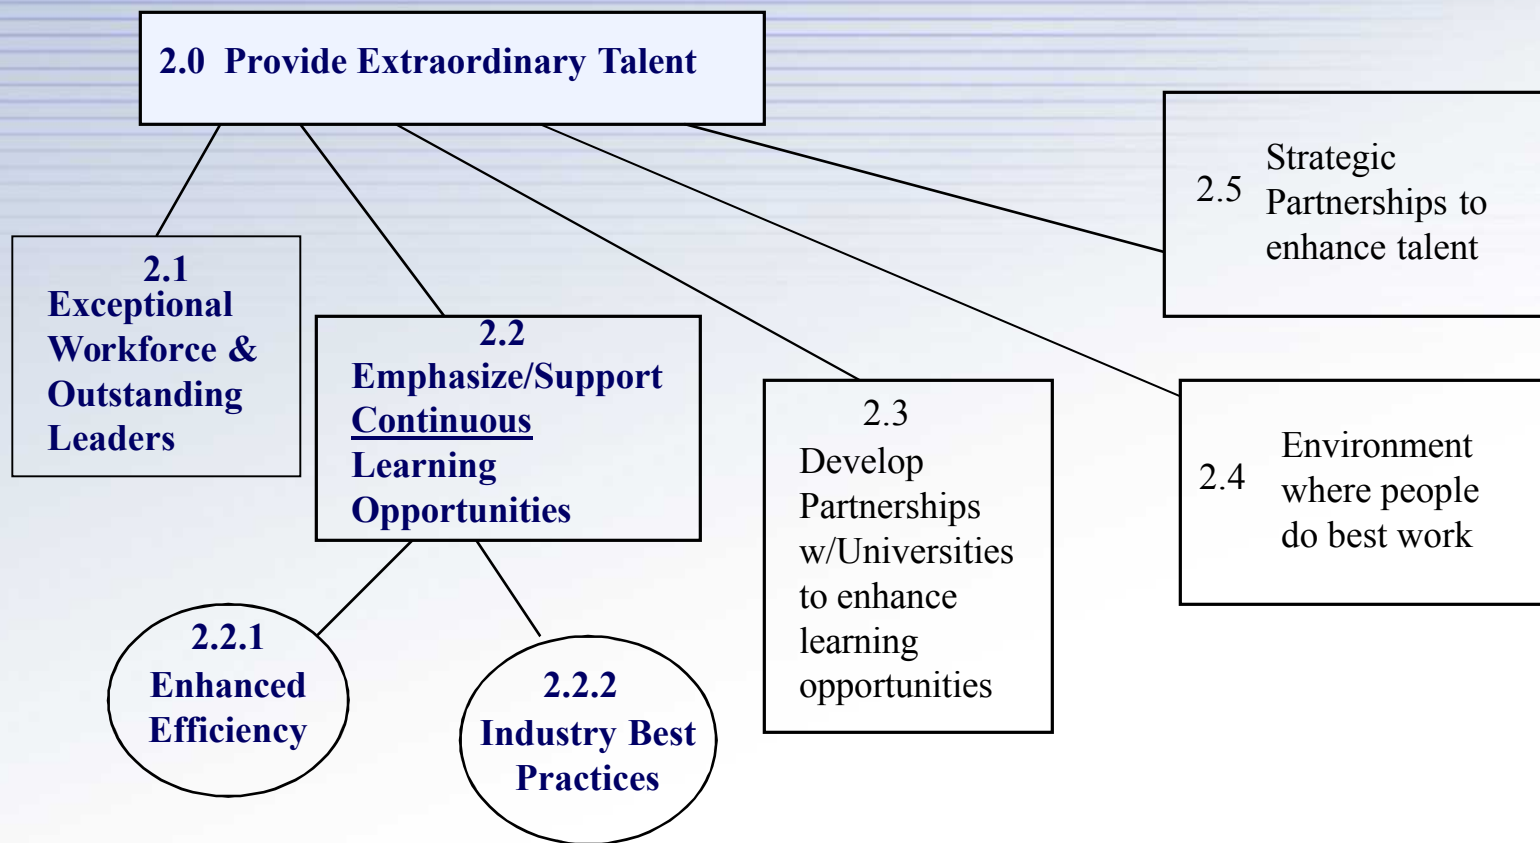 2.0 Provide Extraordinary Talent
2.1
Exceptional
Workforce &
Outstanding
Leaders
2.2
Emphasize/Support
Continuous
Learning
Opportunities
2.2.1
Enhanced
Efficiency
2.2.2
Industry Best
Practices
2.3
Develop
Partnerships
w/Universities
to enhance
learning
opportunities
2.4
Environment
where people
do best work
2.5
Strategic
Partnerships to
enhance talent